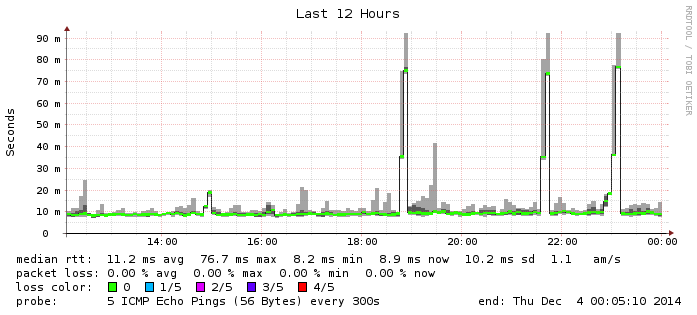 Last 12 Hours
RRDTOOL / TOBI OETIKER
Seconds
90 m
80 m
70 m
60 m
50 m
40 m
30 m
20 m
10 m
0
14:00 16:00 18:00 20:00 22:00 00:00
median rtt: 11.2 ms avg 76.7 ms max 8.2 ms min 8.9 ms now 10.2 ms sd 1.1 am/s
packet loss: 0.00 % avg 0.00 % max 0.00 % min 0.00 % now
loss color: 0 1/5 2/5 3/5 4/5
probe: 5 ICMP Echo Pings (56 Bytes) every 300s end: Thu Dec 4 00:05:10 2014